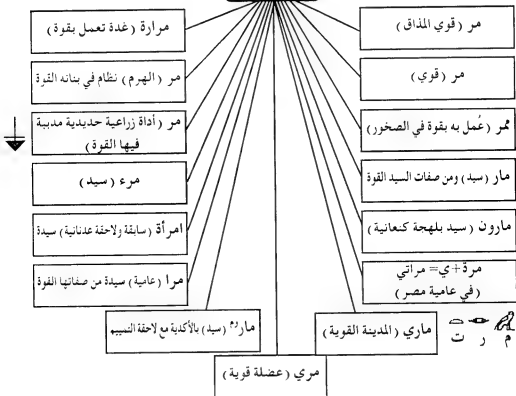 مر (قوي المذاق)
مر (قوي)
ممر (عُمل به بقوة في الصخور)
مار (سيد) ومن صفات السيد القوة
مارون (سيد بلهجة كنعانية)
مرة+ي= مراتي
(في عامية مصر)
م ر ت
ماري (المدينة القوية)
مري (عضلة قوية)
مرارة (غدة تعمل بقوة)
مر (الهرم) نظام في بنائه القوة
مر (أداة زراعية حديدية مدببة
فيها القوة)
مرء (سيد)
امرأة (سابقة ولاحقة عدنانية) سيدة
مرا (عامية) سيدة من صفاتها القوة
مارُم (سيد) بالأكدية مع لاحقة التميم